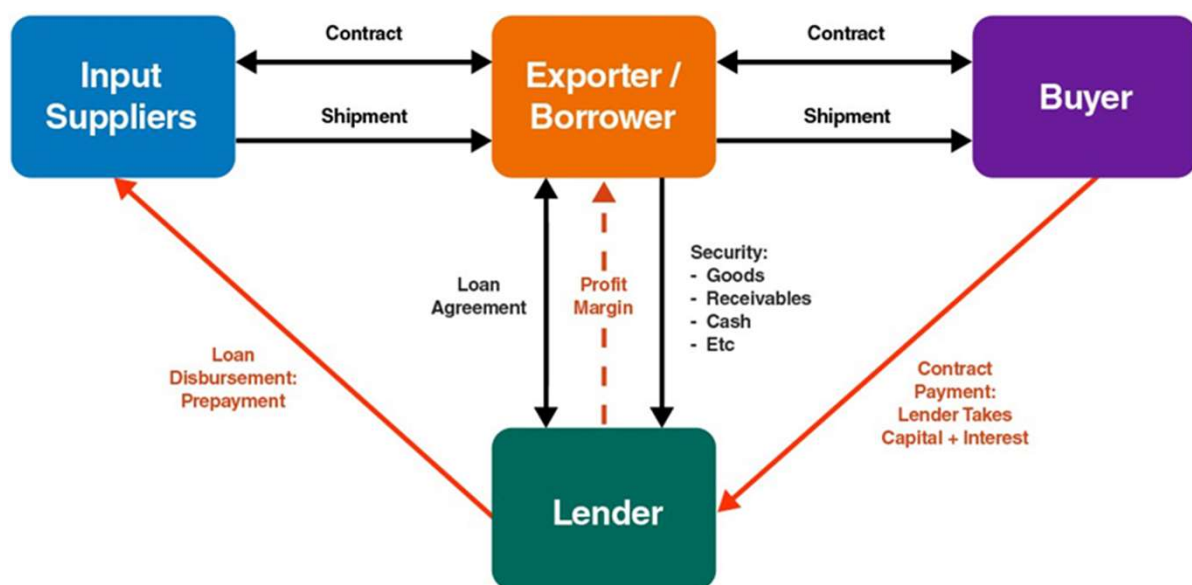 Contract
Contract
Input
Suppliers
Exporter /
Borrower
Buyer
Shipment
Shipment
Loan
Agreement
Profit
Margin
Security:
- Goods
- Receivables
- Cash
- Etc
Loan
Disbursement:
Prepayment
Contract
Payment:
Lender Takes
Capital + Interest
Lender